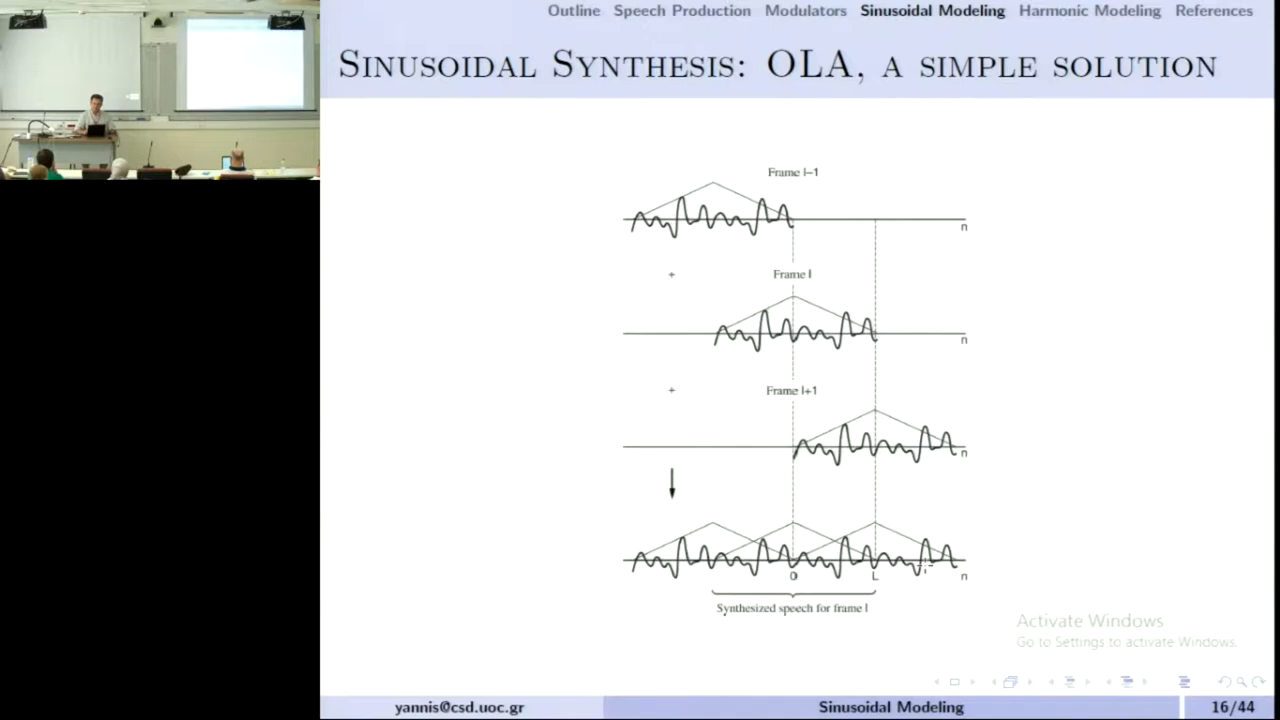 Outline Speech Production Modulators Sinusoidal Modeling Harmonic Modeling References
SINUSOIDAL SYNTHESIS: OLA, A SIMPLE SOLUTION
Frame l-1
n
+
Frame l
n
+
Frame l+1
n
0 L n
Synthesized speech for frame l
Activate Windows
Go to Settings to activate Windows.
yannis@csd.uoc.gr Sinusoidal Modeling 16/44